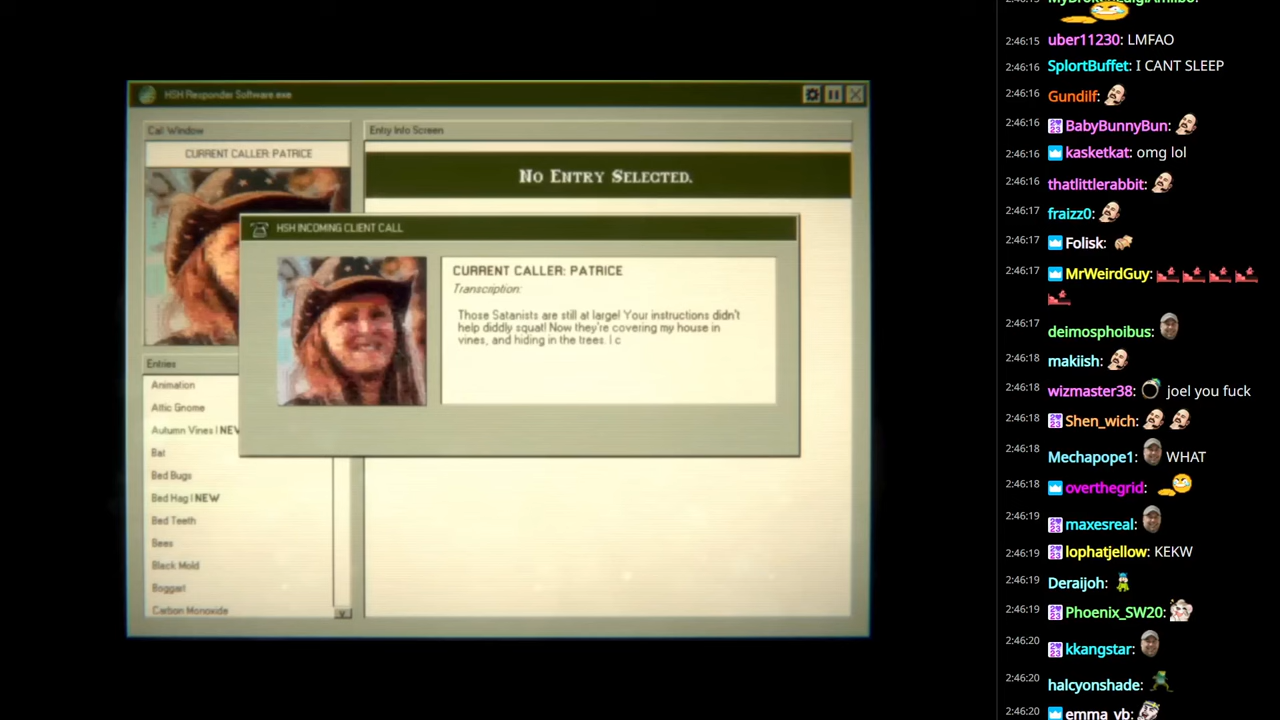 HSH Responder Software.exe
Call Window
CURRENT CALLER: PATRICE
Entry Info Screen
NO ENTRY SELECTED.
HSH INCOMING CLIENT CALL
CURRENT CALLER: PATRICE
Transcription:
Those Satanists are still at large! Your instructions didn't
help diddly squat! Now they're covering my house in
vines, and hiding in the trees. I c
Entries
Animation
Attic Gnome
Autumn Vines | NEW
Bat
Bed Bugs
Bed Hag | NEW
Bed Teeth
Bees
Black Mold
Boggart
Carbon Monoxide
2:46:15 uber11230: LMFAO
2:46:16 SplortBuffet: I CANT SLEEP
2:46:16 Gundilf:
2:46:16 BabyBunnyBun:
2:46:16 kasketkat: omg lol
2:46:16 thatlittlerabbit:
2:46:17 fraizz0:
2:46:17 Folisk:
2:46:17 MrWeirdGuy:
2:46:17 deimosphoibus:
2:46:18 makiish:
2:46:18 wizmaster38: joel you fuck
2:46:18 Shen_wich:
2:46:18 Mechapope1: WHAT
2:46:18 overthegrid:
2:46:19 maxesreal:
2:46:19 lophatjellow: KEKW
2:46:19 Deraijoh:
2:46:19 Phoenix_SW20:
2:46:20 kkangstar:
2:46:20 halcyonshade:
2:46:20 emma_vb: